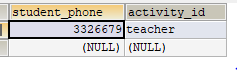 student_phone activity_id
3326679 teacher
(NULL) (NULL)